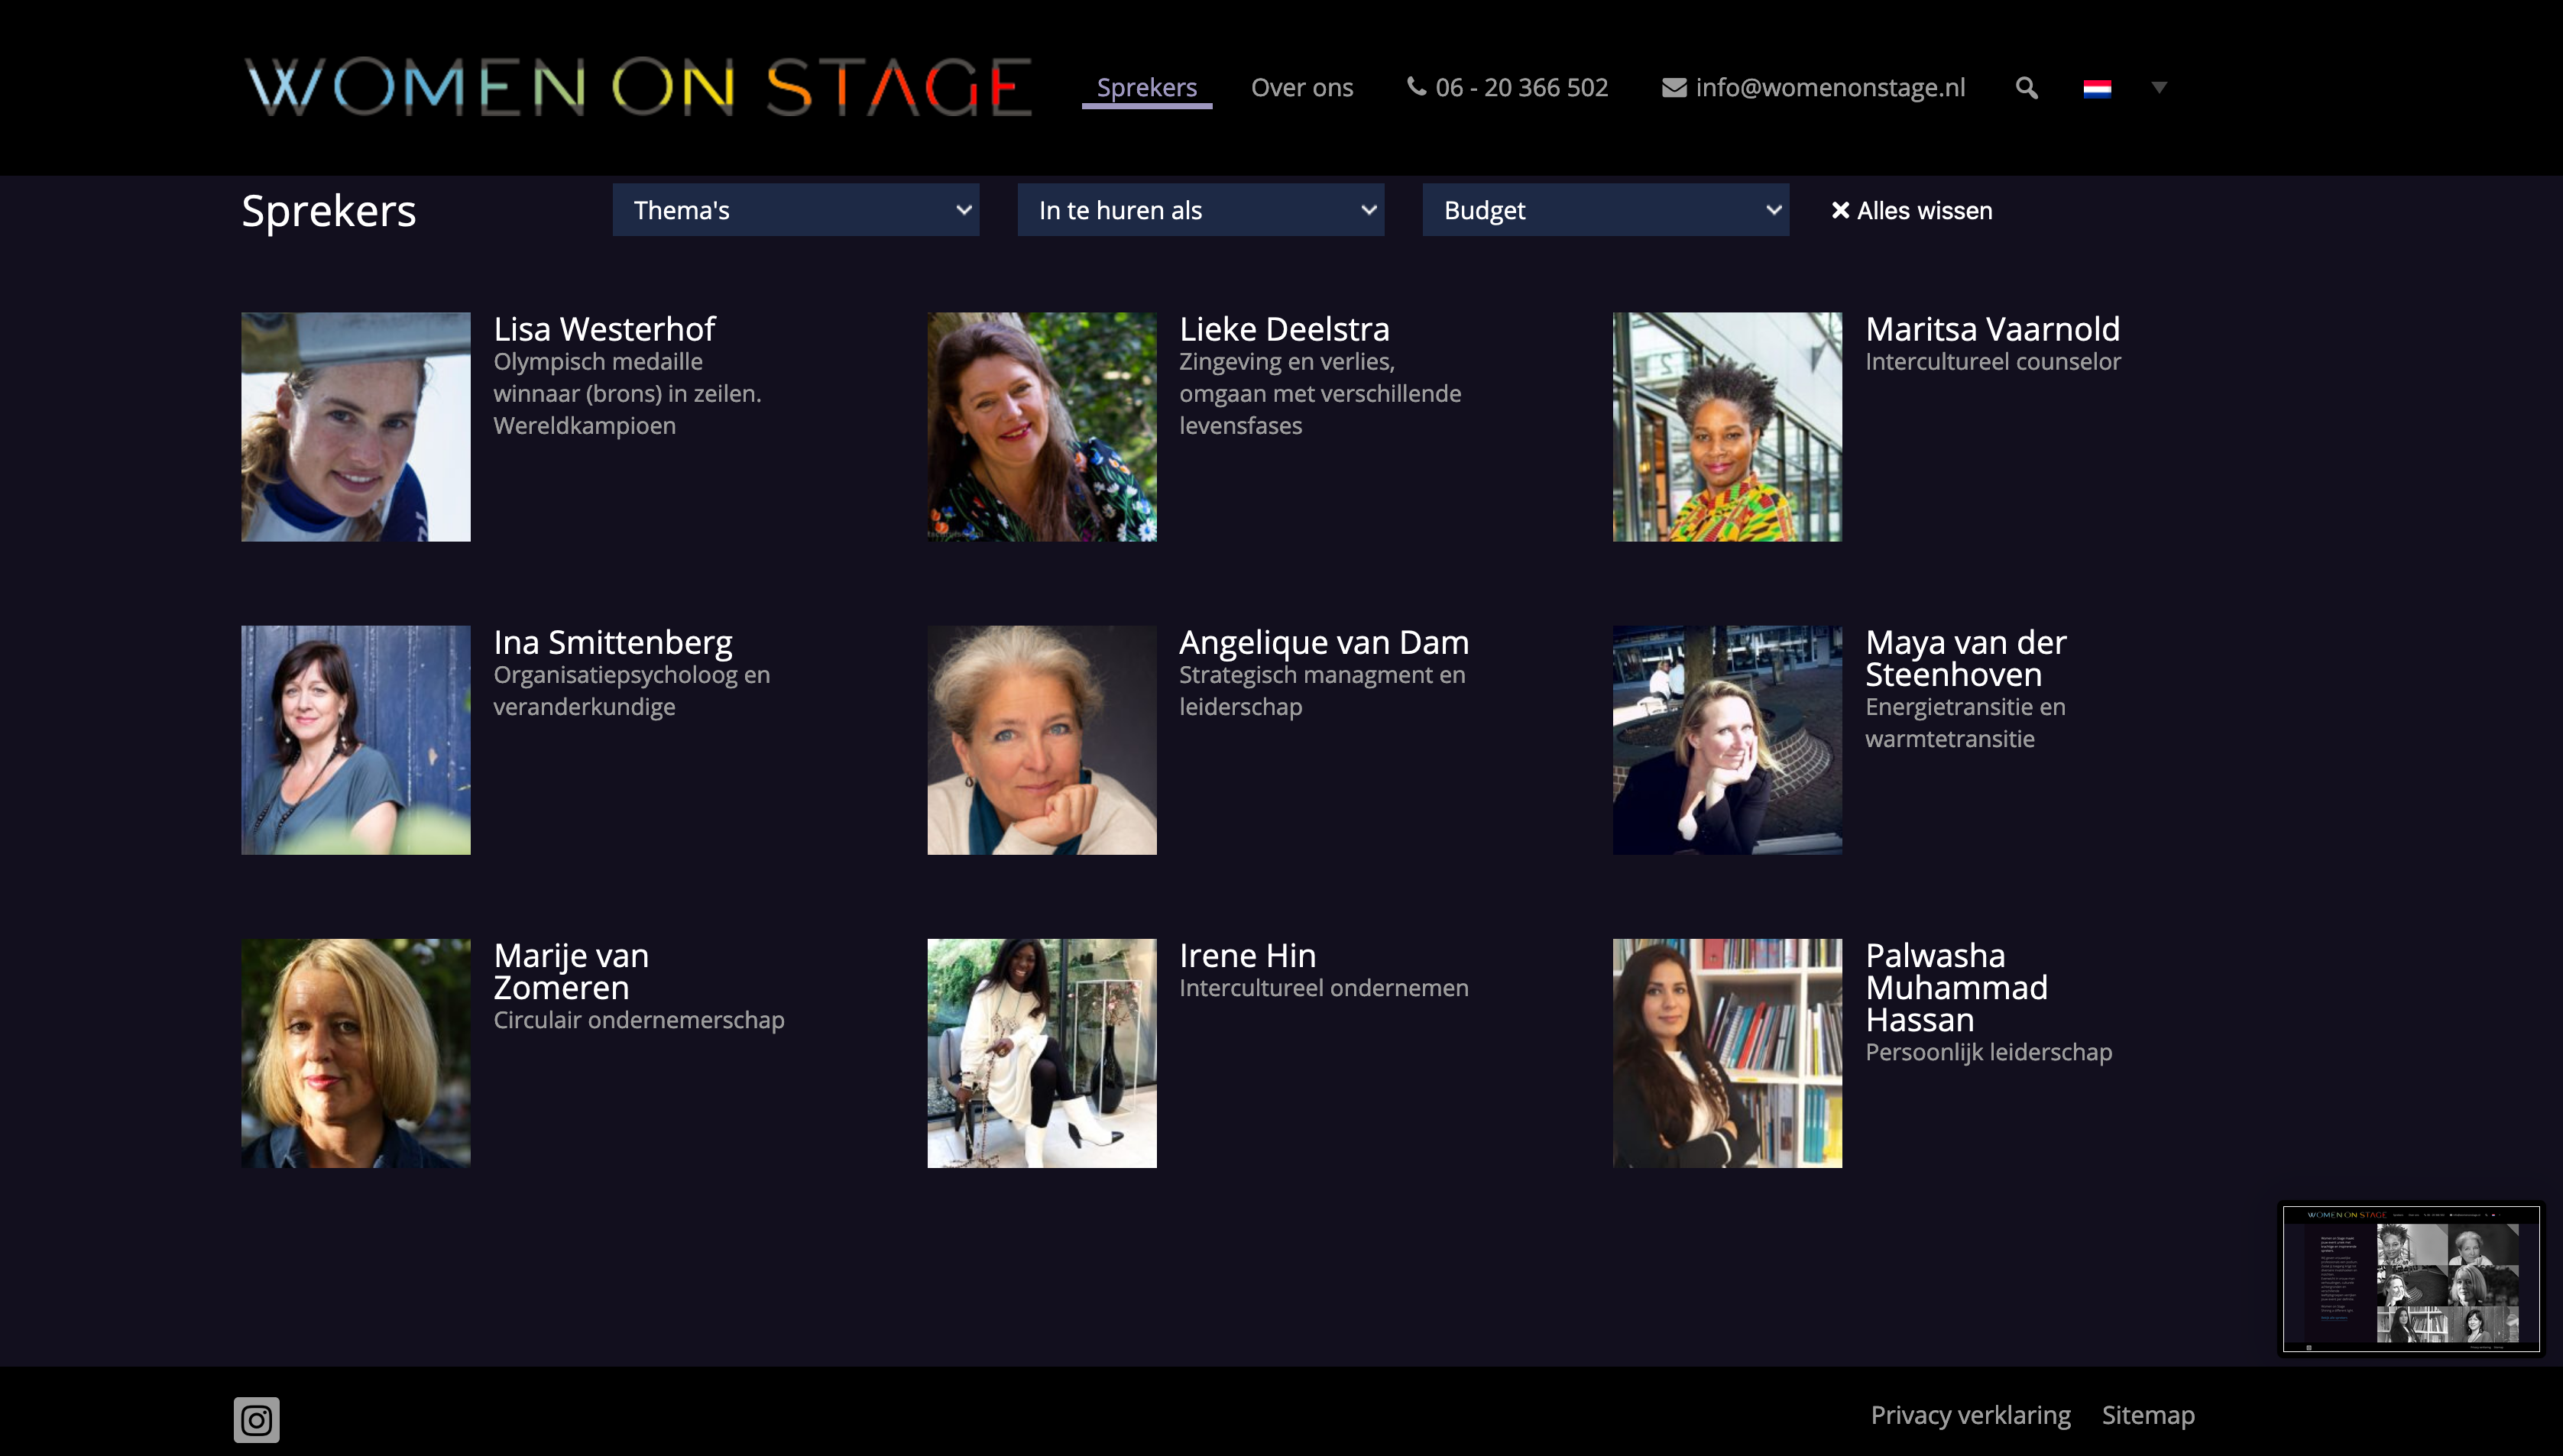 WOMEN ON STAGE
Sprekers
Over ons
06 - 20 366 502
info@womenonstage.nl
Sprekers
Thema's
In te huren als
Budget
Alles wissen
Lisa Westerhof
Olympisch medaille
winnaar (brons) in zeilen.
Wereldkampioen
Lieke Deelstra
Zingeving en verlies,
omgaan met verschillende
levensfases
Maritsa Vaarnold
Intercultureel counselor
Ina Smittenberg
Organisatiepsycholoog en
veranderkundige
Angelique van Dam
Strategisch managment en
leiderschap
Maya van der
Steenhoven
Energietransitie en
warmtetransitie
Marije van
Zomeren
Circulair ondernemerschap
Irene Hin
Intercultureel ondernemen
Palwasha
Muhammad
Hassan
Persoonlijk leiderschap
WOMEN ON STAGE
Privacy verklaring
Sitemap